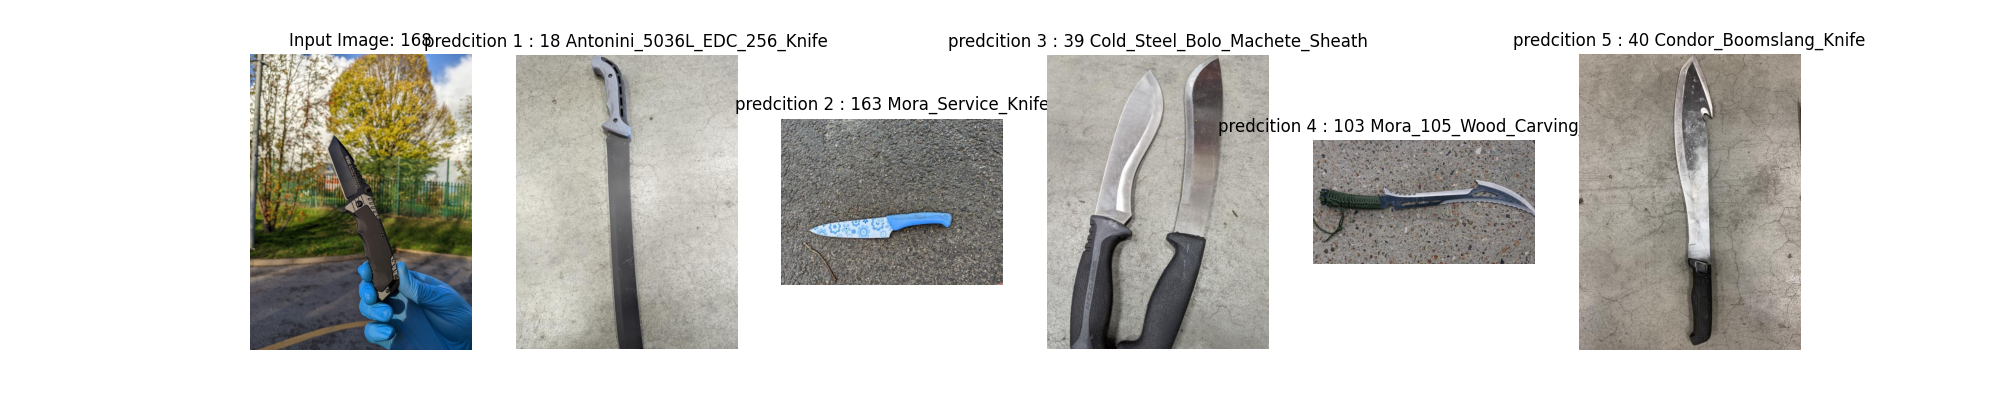 Input Image: 168
predcition 1 : 18 Antonini_5036L_EDC_256_Knife
predcition 2 : 163 Mora_Service_Knife
predcition 3 : 39 Cold_Steel_Bolo_Machete_Sheath
predcition 4 : 103 Mora_105_Wood_Carving
predcition 5 : 40 Condor_Boomslang_Knife